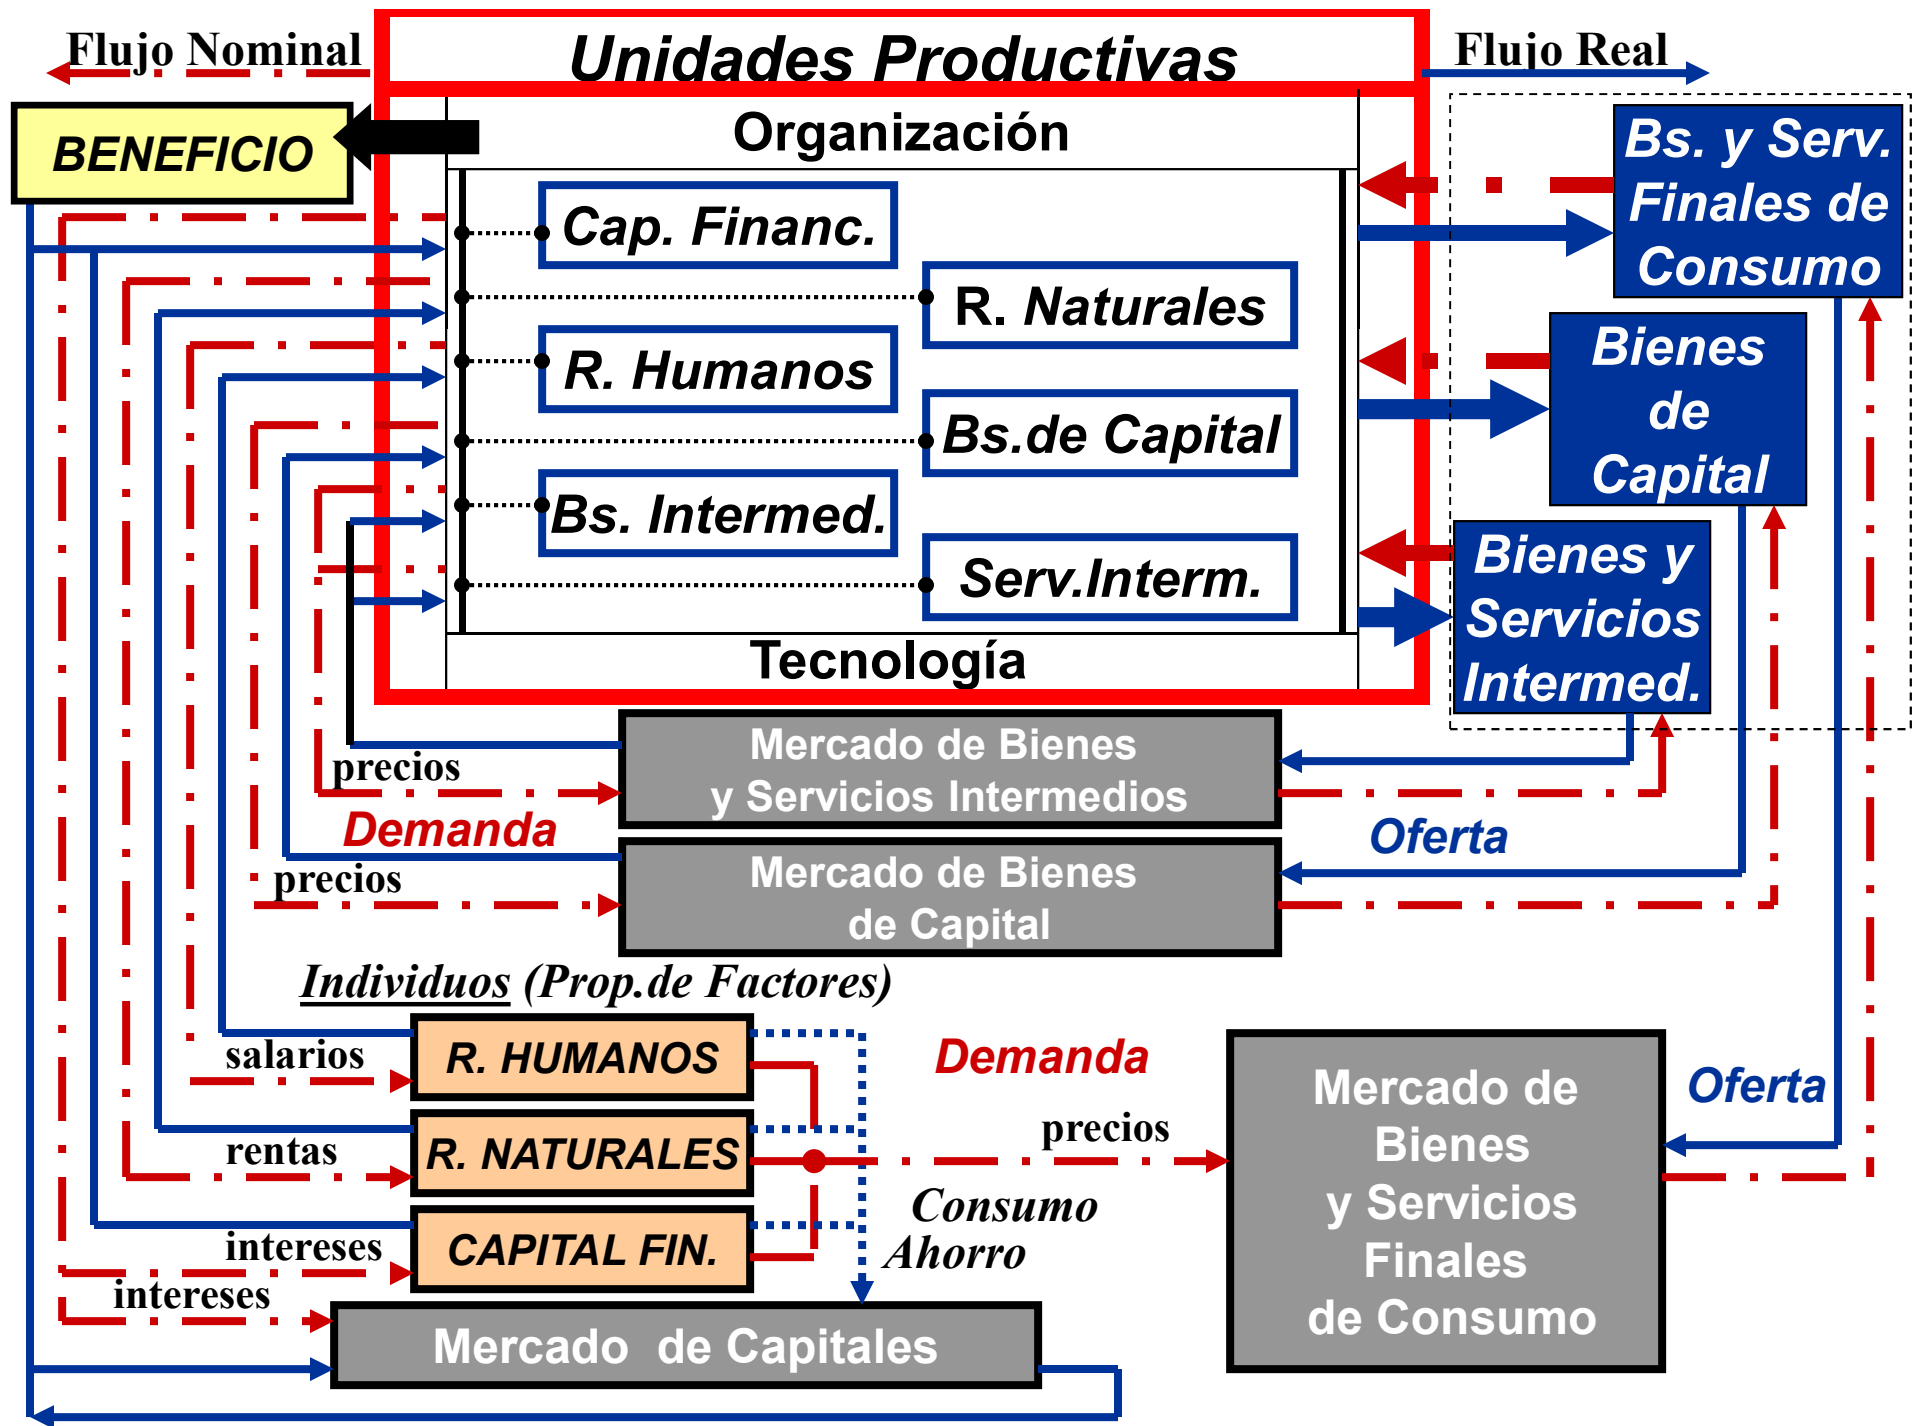 Flujo Nominal
Unidades Productivas
Flujo Real
BENEFICIO
Organización
Cap. Financ.
R. Naturales
R. Humanos
Bs.de Capital
Bs. Intermed.
Serv.Interm.
Tecnología
Bs. y Serv.
Finales de
Consumo
Bienes
de
Capital
Bienes y
Servicios
Intermed.
Mercado de Bienes
y Servicios Intermedios
precios
Demanda
Oferta
Mercado de Bienes
de Capital
precios
Individuos (Prop.de Factores)
R. HUMANOS
salarios
R. NATURALES
rentas
CAPITAL FIN.
intereses
intereses
Demanda
precios
Consumo
Ahorro
Mercado de
Bienes
y Servicios
Finales
de Consumo
Oferta
Mercado de Capitales